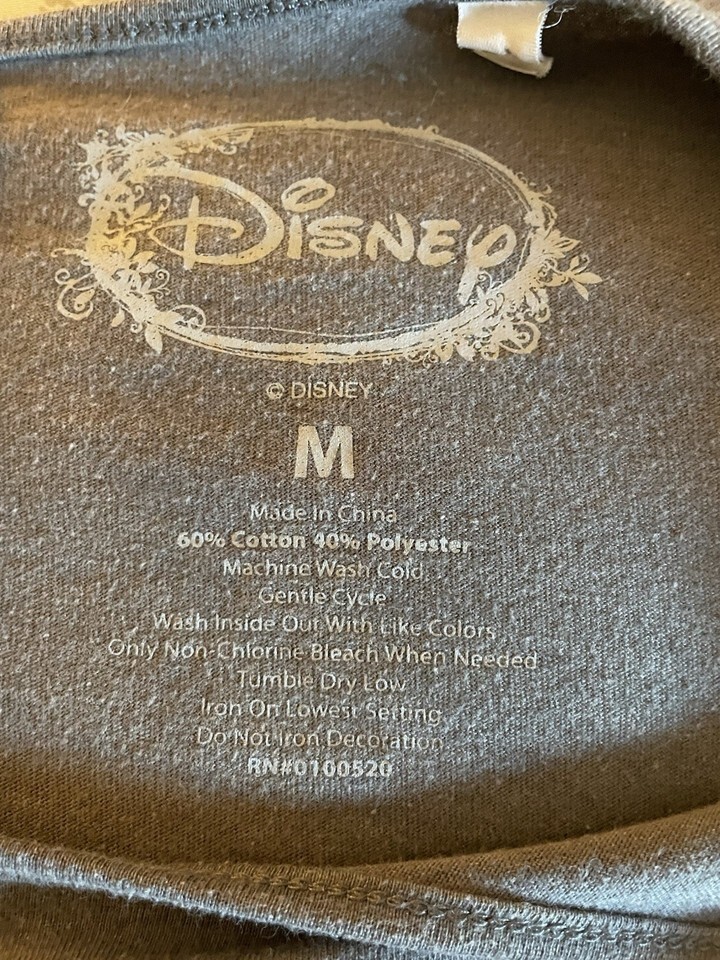 Disney
© DISNEY
M
Made In China
60% Cotton 40% Polyester
Machine Wash Cold
Gentle Cycle
Wash Inside Out With Like Colors
Only Non-Chlorine Bleach When Needed
Tumble Dry Low
Iron On Lowest Setting
Do Not Iron Decoration
RN#0100520